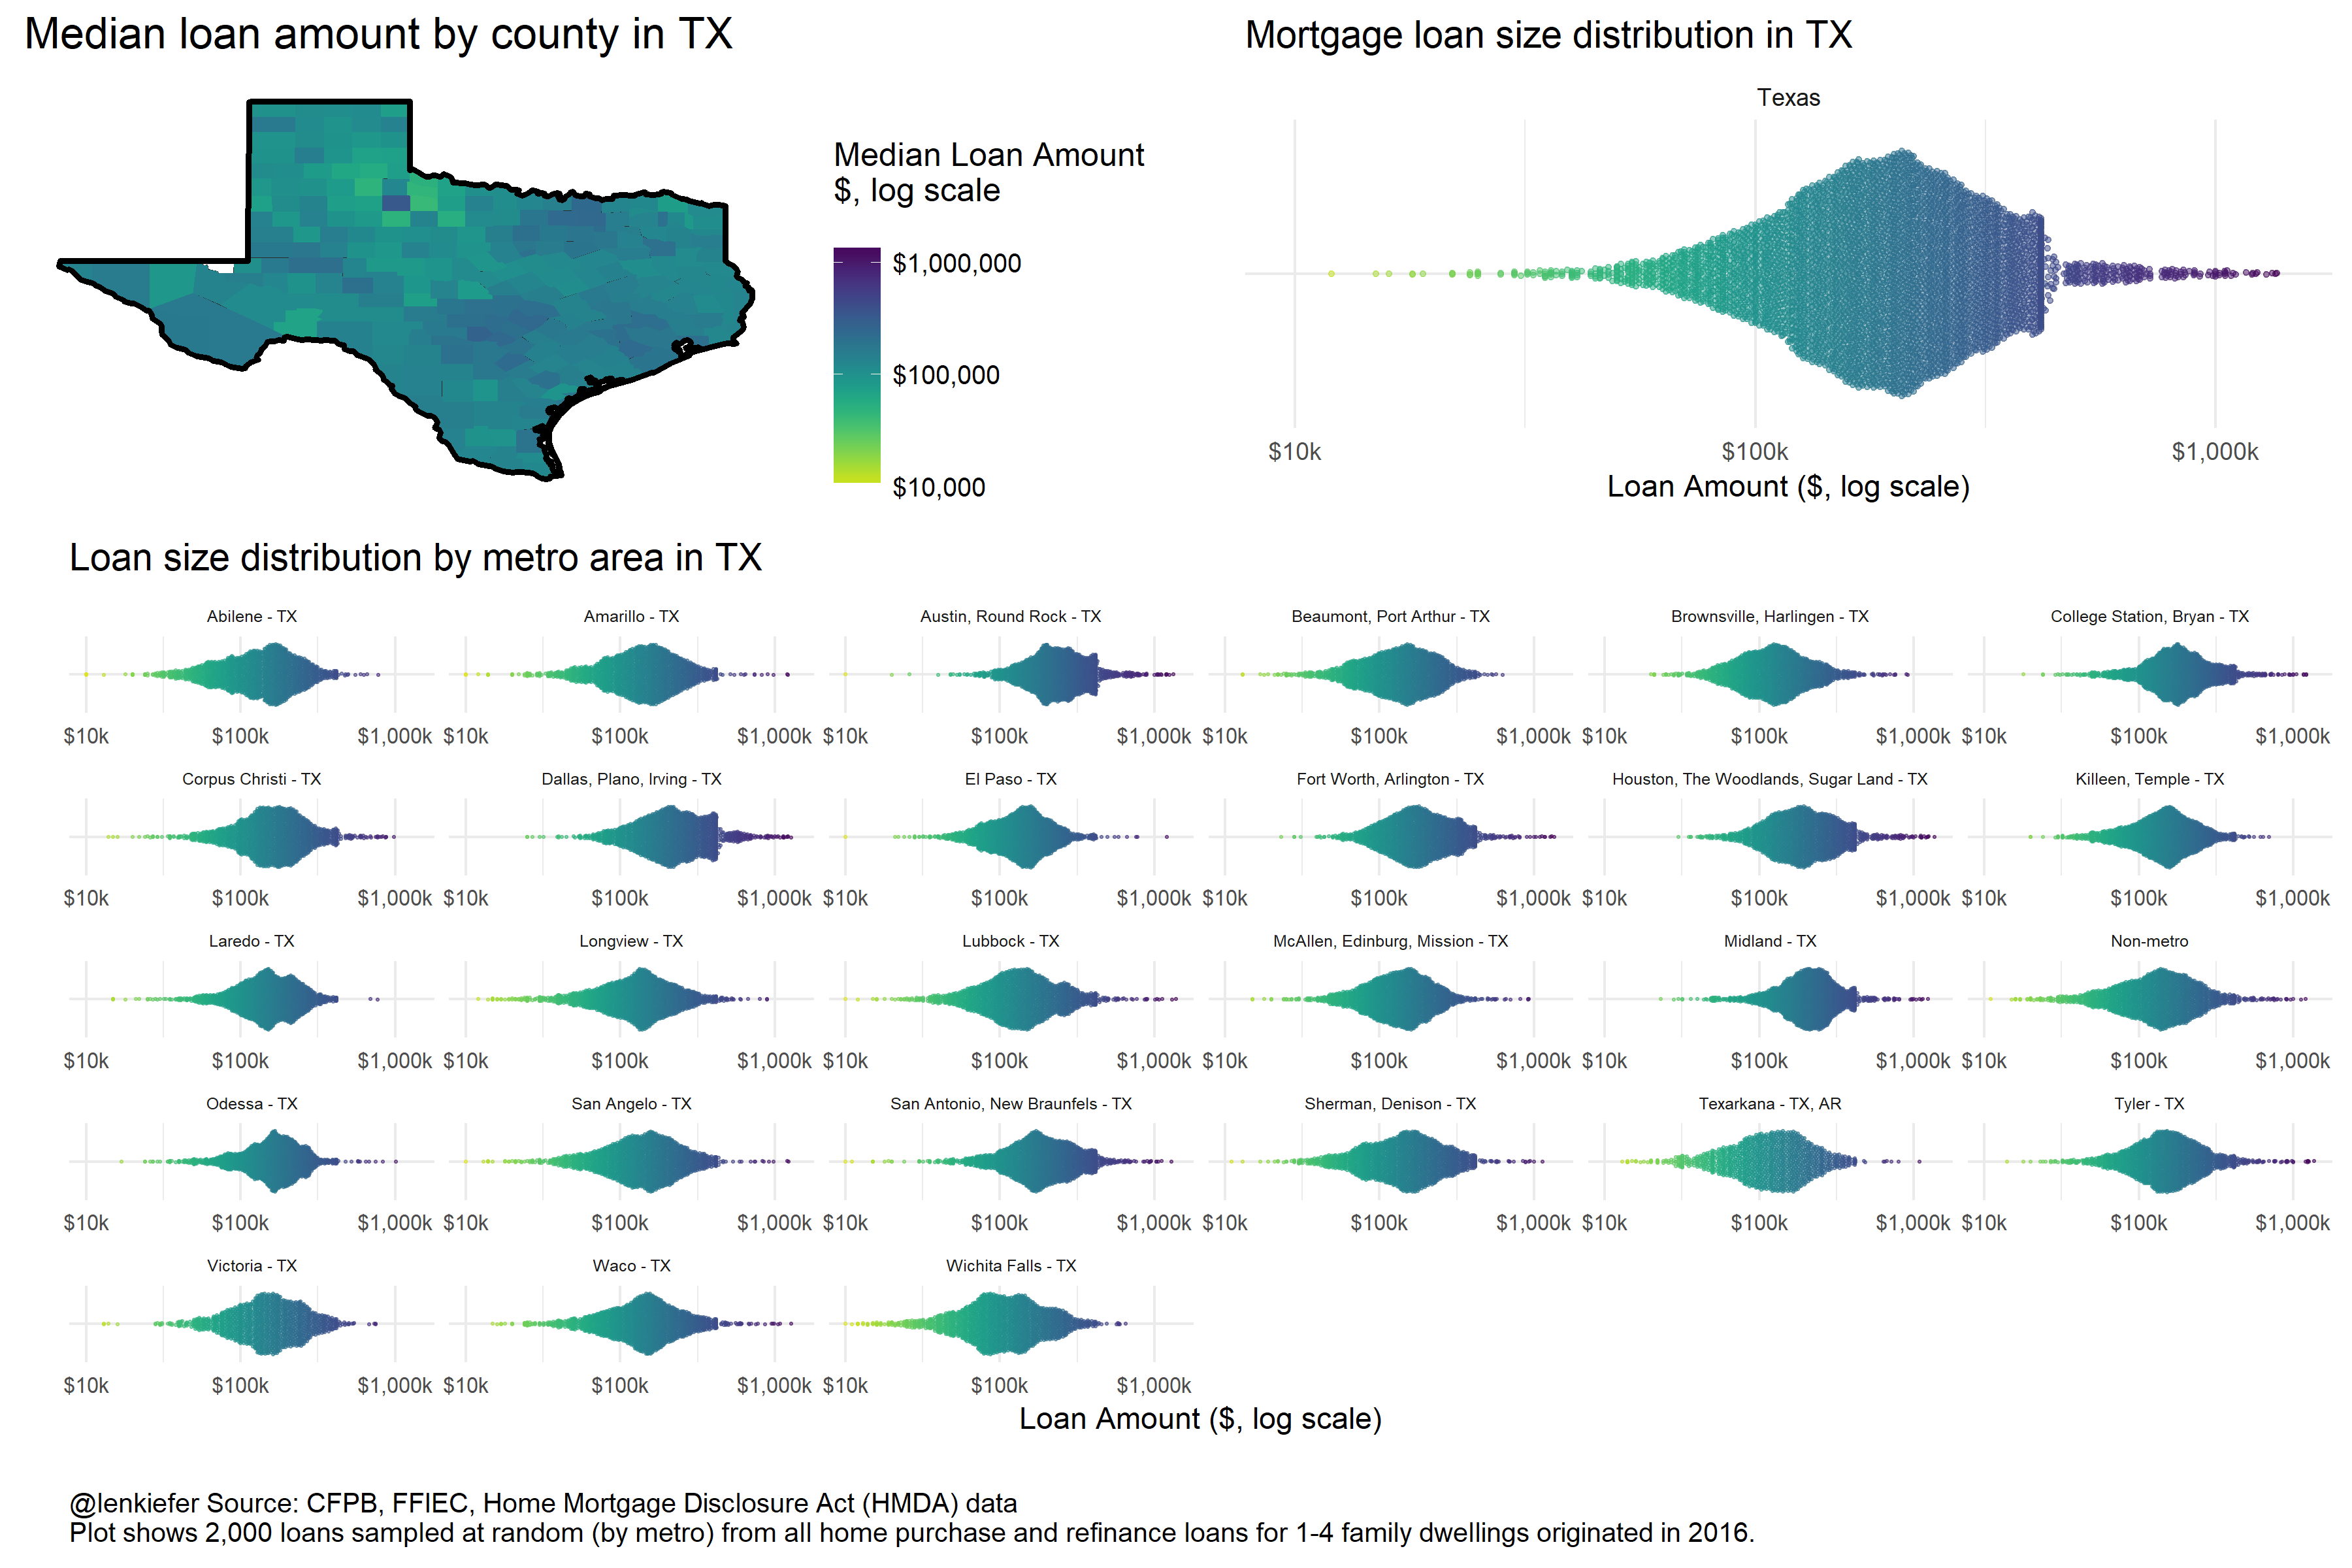 Median loan amount by county in TX
Median Loan Amount
$, log scale
$1,000,000
$100,000
$10,000
Mortgage loan size distribution in TX
Texas
$10k $100k $1,000k
Loan Amount ($, log scale)
Loan size distribution by metro area in TX
Abilene - TX Amarillo - TX Austin, Round Rock - TX Beaumont, Port Arthur - TX Brownsville, Harlingen - TX College Station, Bryan - TX
$10k $100k $1,000k $10k $100k $1,000k $10k $100k $1,000k $10k $100k $1,000k $10k $100k $1,000k $10k $100k $1,000k
Corpus Christi - TX Dallas, Plano, Irving - TX El Paso - TX Fort Worth, Arlington - TX Houston, The Woodlands, Sugar Land - TX Killeen, Temple - TX
$10k $100k $1,000k $10k $100k $1,000k $10k $100k $1,000k $10k $100k $1,000k $10k $100k $1,000k $10k $100k $1,000k
Laredo - TX Longview - TX Lubbock - TX McAllen, Edinburg, Mission - TX Midland - TX Non-metro
$10k $100k $1,000k $10k $100k $1,000k $10k $100k $1,000k $10k $100k $1,000k $10k $100k $1,000k $10k $100k $1,000k
Odessa - TX San Angelo - TX San Antonio, New Braunfels - TX Sherman, Denison - TX Texarkana - TX, AR Tyler - TX
$10k $100k $1,000k $10k $100k $1,000k $10k $100k $1,000k $10k $100k $1,000k $10k $100k $1,000k $10k $100k $1,000k
Victoria - TX Waco - TX Wichita Falls - TX
$10k $100k $1,000k $10k $100k $1,000k $10k $100k $1,000k
Loan Amount ($, log scale)
@lenkiefer Source: CFPB, FFIEC, Home Mortgage Disclosure Act (HMDA) data
Plot shows 2,000 loans sampled at random (by metro) from all home purchase and refinance loans for 1-4 family dwellings originated in 2016.